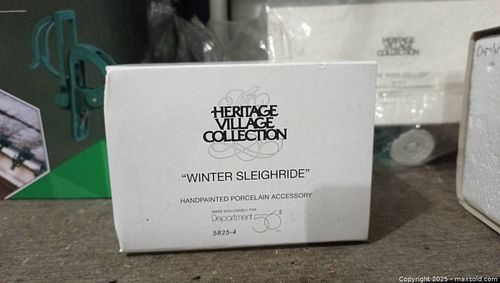 The
HERITAGE
VILLAGE
COLLECTION
"WINTER SLEIGHRIDE"
HANDPAINTED PORCELAIN ACCESSORY
MADE EXCLUSIVELY FOR
Department 56
5825-4
HERITAGE
VILLAGE
COLLECTION
Copyright 2025 - maxsold.com